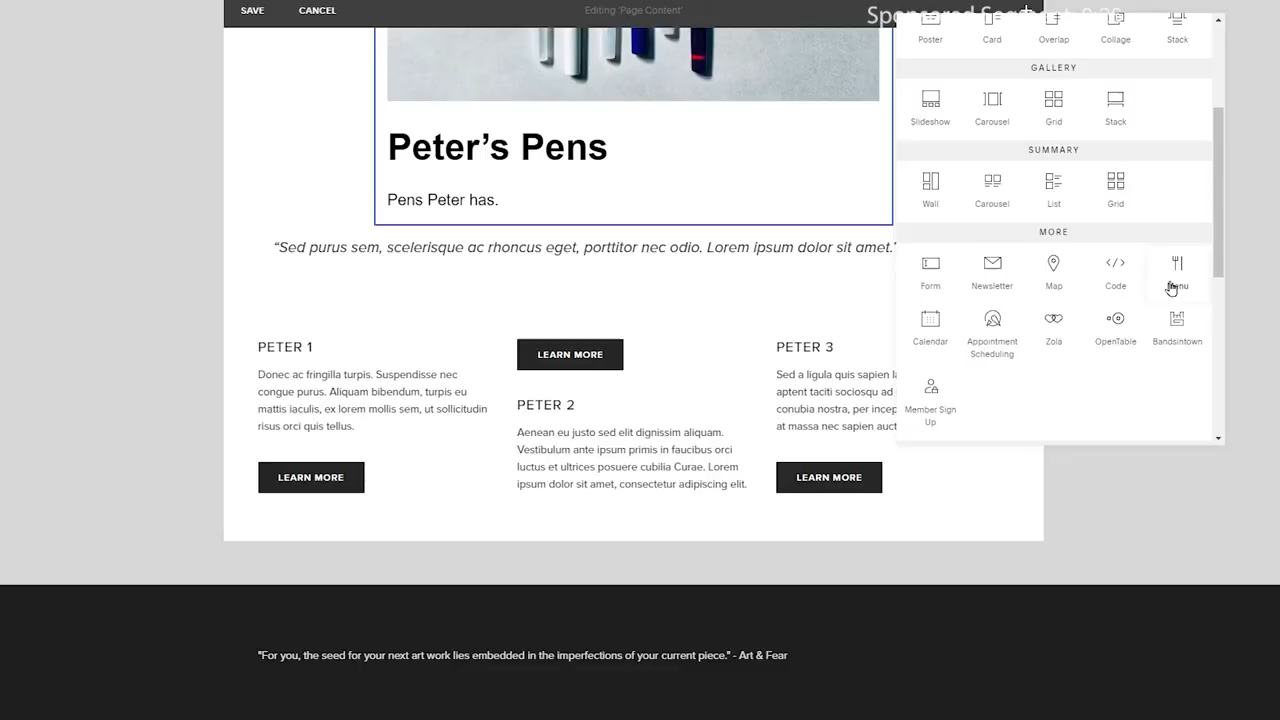 SAVE
CANCEL
Editing 'Page Content'
Sponsored
Poster
Card
Overlap
Collage
Stack
GALLERY
Slideshow
Carousel
Grid
Stack
SUMMARY
Wall
Carousel
List
Grid
MORE
Form
Newsletter
Map
Code
Menu
Calendar
Appointment
Scheduling
Zola
OpenTable
Bandsintown
Member Sign
Up
Peter’s Pens
Pens Peter has.
“Sed purus sem, scelerisque ac rhoncus eget, porttitor nec odio. Lorem ipsum dolor sit amet.”
PETER 1
Donec ac fringilla turpis. Suspendisse nec
congue purus. Aliquam bibendum, turpis eu
mattis iaculis, ex lorem mollis sem, ut sollicitudin
risus orci quis tellus.
LEARN MORE
LEARN MORE
PETER 2
Aenean eu justo sed elit dignissim aliquam.
Vestibulum ante ipsum primis in faucibus orci
luctus et ultrices posuere cubilia Curae. Lorem
ipsum dolor sit amet, consectetur adipiscing elit.
PETER 3
Sed a ligula quis sapien
aptent taciti sociosqu ad
conubia nostra, per
at massa nec sapien
LEARN MORE
"For you, the seed for your next art work lies embedded in the imperfections of your current piece." - Art & Fear